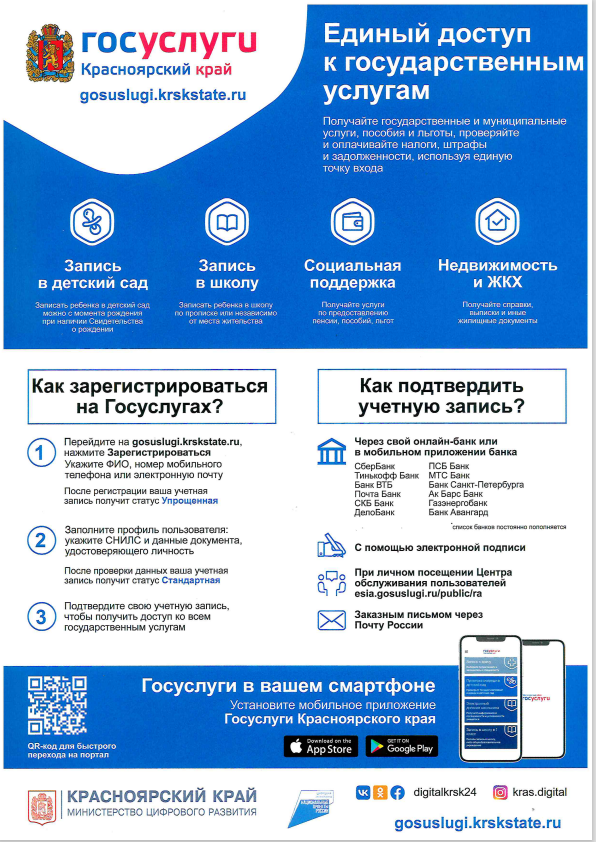 госуслуги
Красноярский край
gosuslugi.krskstate.ru
Единый доступ
к государственным
услугам
Получайте государственные и муниципальные
услуги, пособия и льготы, проверяйте
и оплачивайте налоги, штрафы
и задолженности, используя единую
точку входа
Запись
в детский сад
Записать ребенка в детский сад
можно с момента рождения
при наличии Свидетельства
о рождении
Запись
в школу
Записать ребенка в школу
по прописке или независимо
от места жительства
Социальная
поддержка
Получайте услуги
по предоставлению
пенсии, пособий, льгот
Недвижимость
и ЖКХ
Получайте справки,
выписки и иные
жилищные документы
Как зарегистрироваться
на Госуслугах?
1
Перейдите на gosuslugi.krskstate.ru,
нажмите Зарегистрироваться
Укажите ФИО, номер мобильного
телефона или электронную почту
После регистрации ваша учетная
запись получит статус Упрощенная
2
Заполните профиль пользователя:
укажите СНИЛС и данные документа,
удостоверяющего личность
После проверки данных ваша учетная
запись получит статус Стандартная
3
Подтвердите свою учетную запись,
чтобы получить доступ ко всем
государственным услугам
Как подтвердить
учетную запись?
Через свой онлайн-банк или
в мобильном приложении банка
СберБанк
Тинькофф Банк
Банк ВТБ
Почта Банк
СКБ Банк
ДелоБанк
ПСБ Банк
МТС Банк
Банк Санкт-Петербурга
Ак Барс Банк
Газэнергобанк
Банк Авангард
*список банков постоянно пополняется
С помощью электронной подписи
При личном посещении Центра
обслуживания пользователей
esia.gosuslugi.ru/public/ra
Заказным письмом через
Почту России
QR-код для быстрого
перехода на портал
Госуслуги в вашем смартфоне
Установите мобильное приложение
Госуслуги Красноярского края
Download on the
App Store
GET IT ON
Google Play
госуслуги
КРАСНОЯРСКИЙ КРАЙ
МИНИСТЕРСТВО ЦИФРОВОГО РАЗВИТИЯ
digitalkrsk24
kras.digital
gosuslugi.krskstate.ru